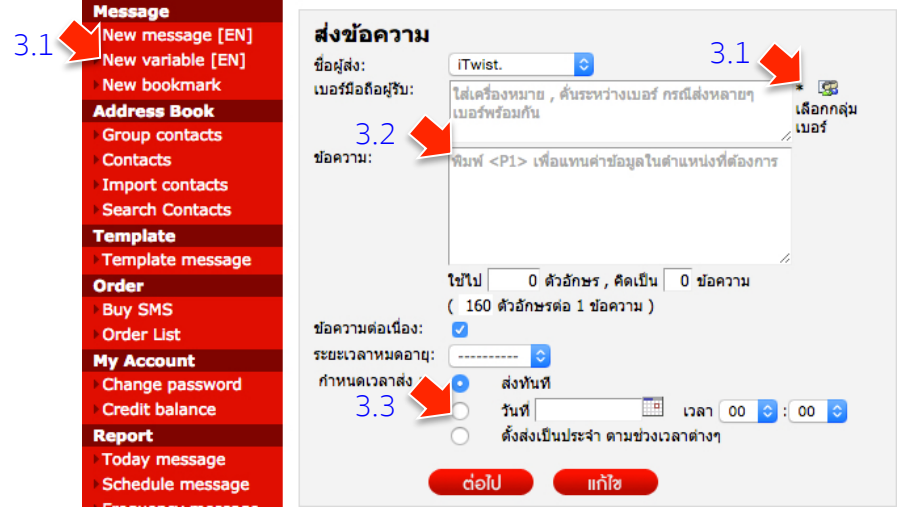 Message
New message [EN]
3.1
New variable [EN]
New bookmark
Address Book
Group contacts
Contacts
Import contacts
Search Contacts
Template
Template message
Order
Buy SMS
Order List
My Account
Change password
Credit balance
Report
Today message
Schedule message
Frequency message
ส่งข้อความ
ชื่อผู้ส่ง: iTwist.
3.1
เบอร์มือถือผู้รับ: ใส่เครื่องหมาย , คั่นระหว่างเบอร์ กรณีส่งหลายๆ
เบอร์พร้อมกัน
* เลือกกลุ่ม
เบอร์
3.2
ข้อความ: พิมพ์ <P1> เพื่อแทนค่าข้อมูลในตำแหน่งที่ต้องการ
ใช้ไป 0 ตัวอักษร , คิดเป็น 0 ข้อความ
( 160 ตัวอักษรต่อ 1 ข้อความ )
ข้อความต่อเนื่อง:
ระยะเวลาหมดอายุ: ----------
กำหนดเวลาส่ง : ส่งทันที
3.3
วันที่ เวลา 00 : 00
ตั้งส่งเป็นประจำ ตามช่วงเวลาต่างๆ
ต่อไป แก้ไข